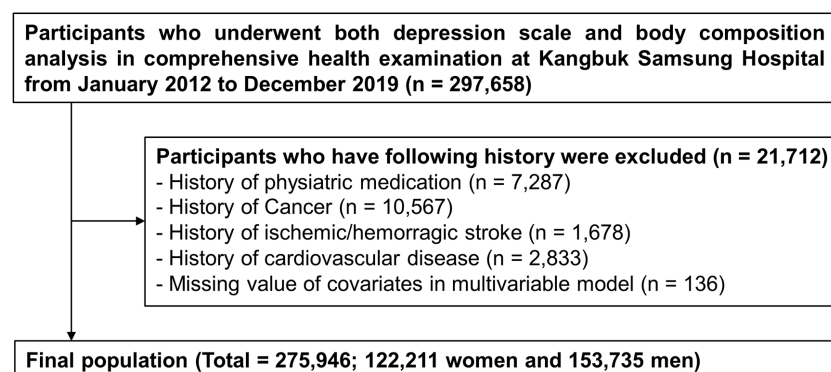 Participants who underwent both depression scale and body composition
analysis in comprehensive health examination at Kangbuk Samsung Hospital
from January 2012 to December 2019 (n = 297,658)
Participants who have following history were excluded (n = 21,712)
- History of physiatric medication (n = 7,287)
- History of Cancer (n = 10,567)
- History of ischemic/hemorragic stroke (n = 1,678)
- History of cardiovascular disease (n = 2,833)
- Missing value of covariates in multivariable model (n = 136)
Final population (Total = 275,946; 122,211 women and 153,735 men)